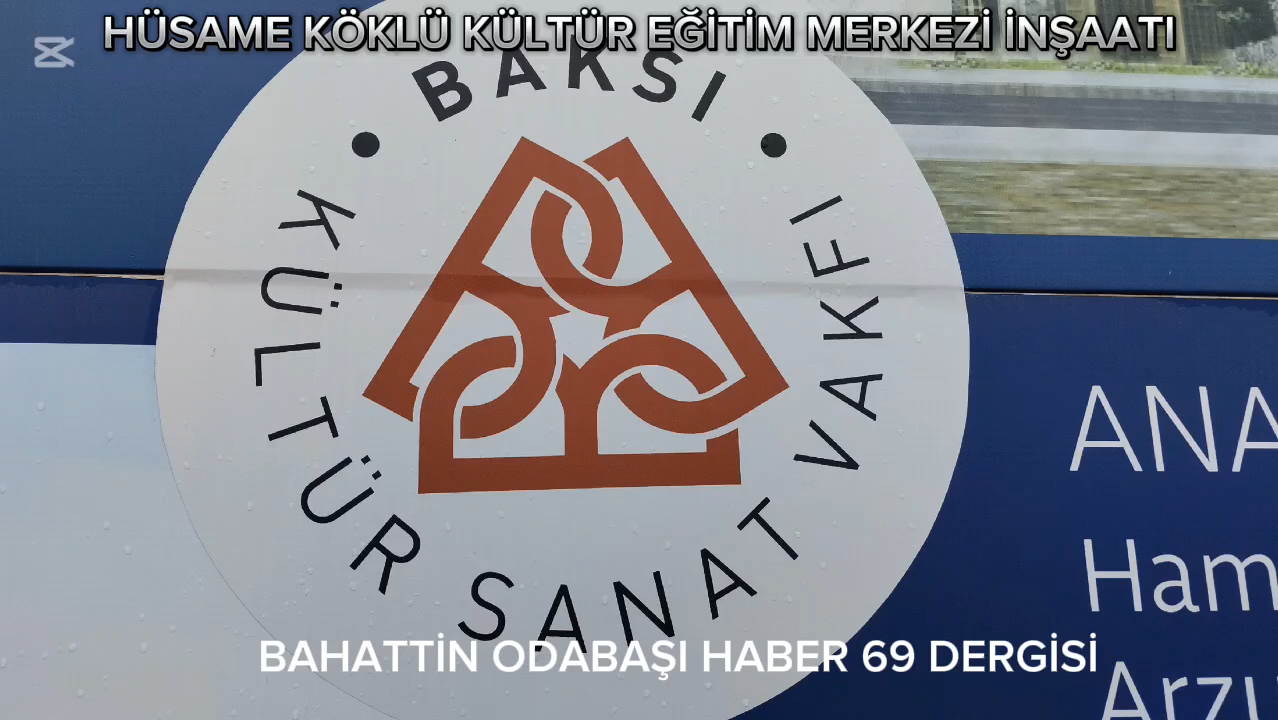 HÜSAME KÖKLÜ KÜLTÜR EĞİTİM MERKEZİ İNŞAATI
• BAKSI •
KÜLTÜR SANAT VAKFI
ANA
Ham
Arzu
BAHATTİN ODABAŞI HABER 69 DERGİSİ